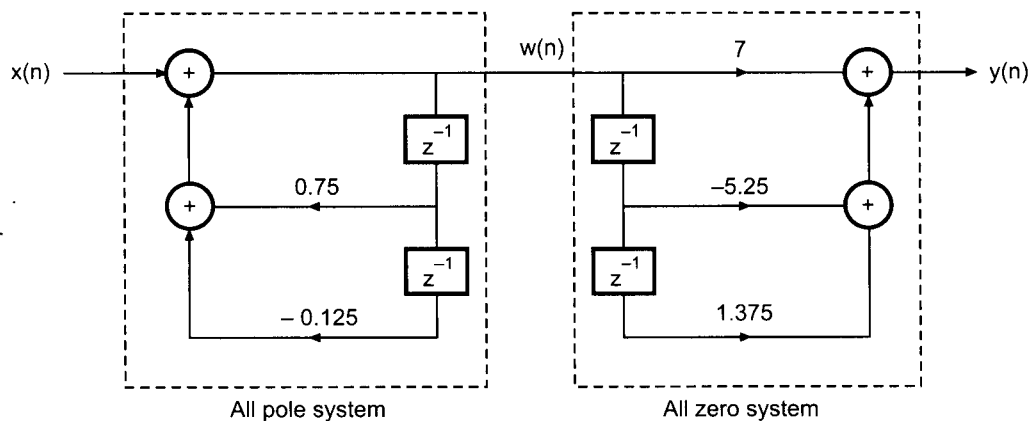 w(n)
7
x(n)
+
+
y(n)
z⁻¹
z⁻¹
0.75
–5.25
+
+
z⁻¹
z⁻¹
– 0.125
1.375
All pole system
All zero system